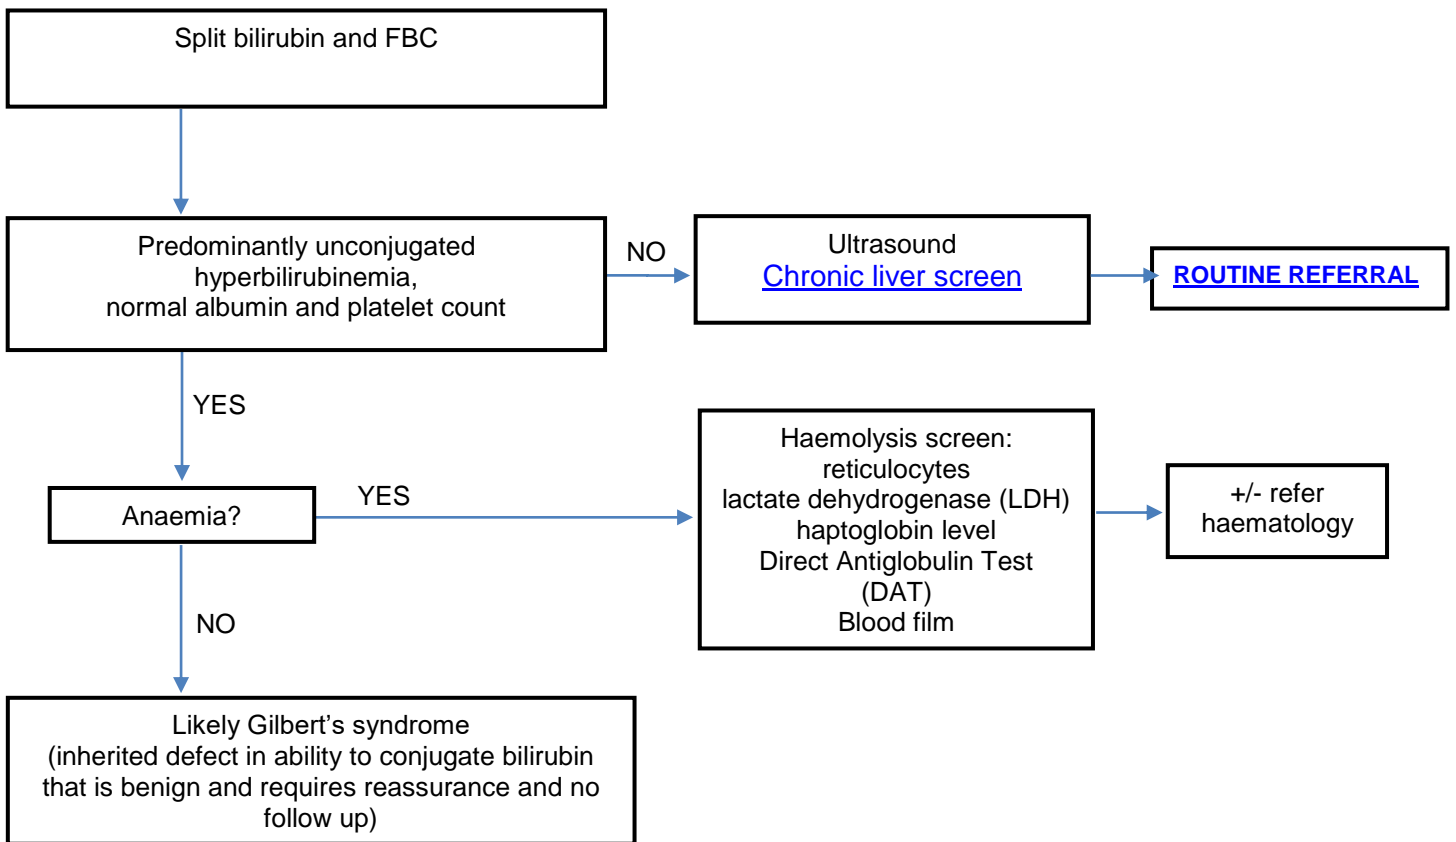 Split bilirubin and FBC
Predominantly unconjugated
hyperbilirubinemia,
normal albumin and platelet count
NO
Ultrasound
Chronic liver screen
ROUTINE REFERRAL
YES
Anaemia?
YES
Haemolysis screen:
reticulocytes
lactate dehydrogenase (LDH)
haptoglobin level
Direct Antiglobulin Test
(DAT)
Blood film
+/- refer
haematology
NO
Likely Gilbert’s syndrome
(inherited defect in ability to conjugate bilirubin
that is benign and requires reassurance and no
follow up)